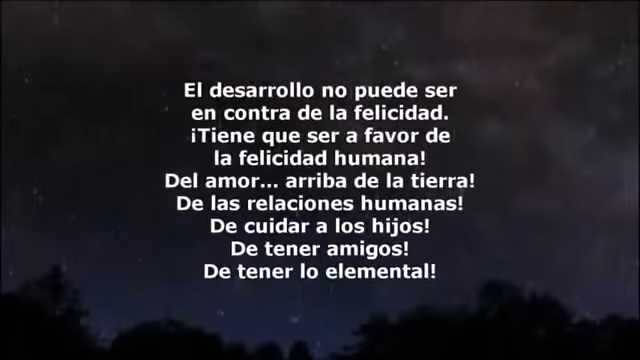 El desarrollo no puede ser
en contra de la felicidad.
¡Tiene que ser a favor de
la felicidad humana!
Del amor... arriba de la tierra!
De las relaciones humanas!
De cuidar a los hijos!
De tener amigos!
De tener lo elemental!